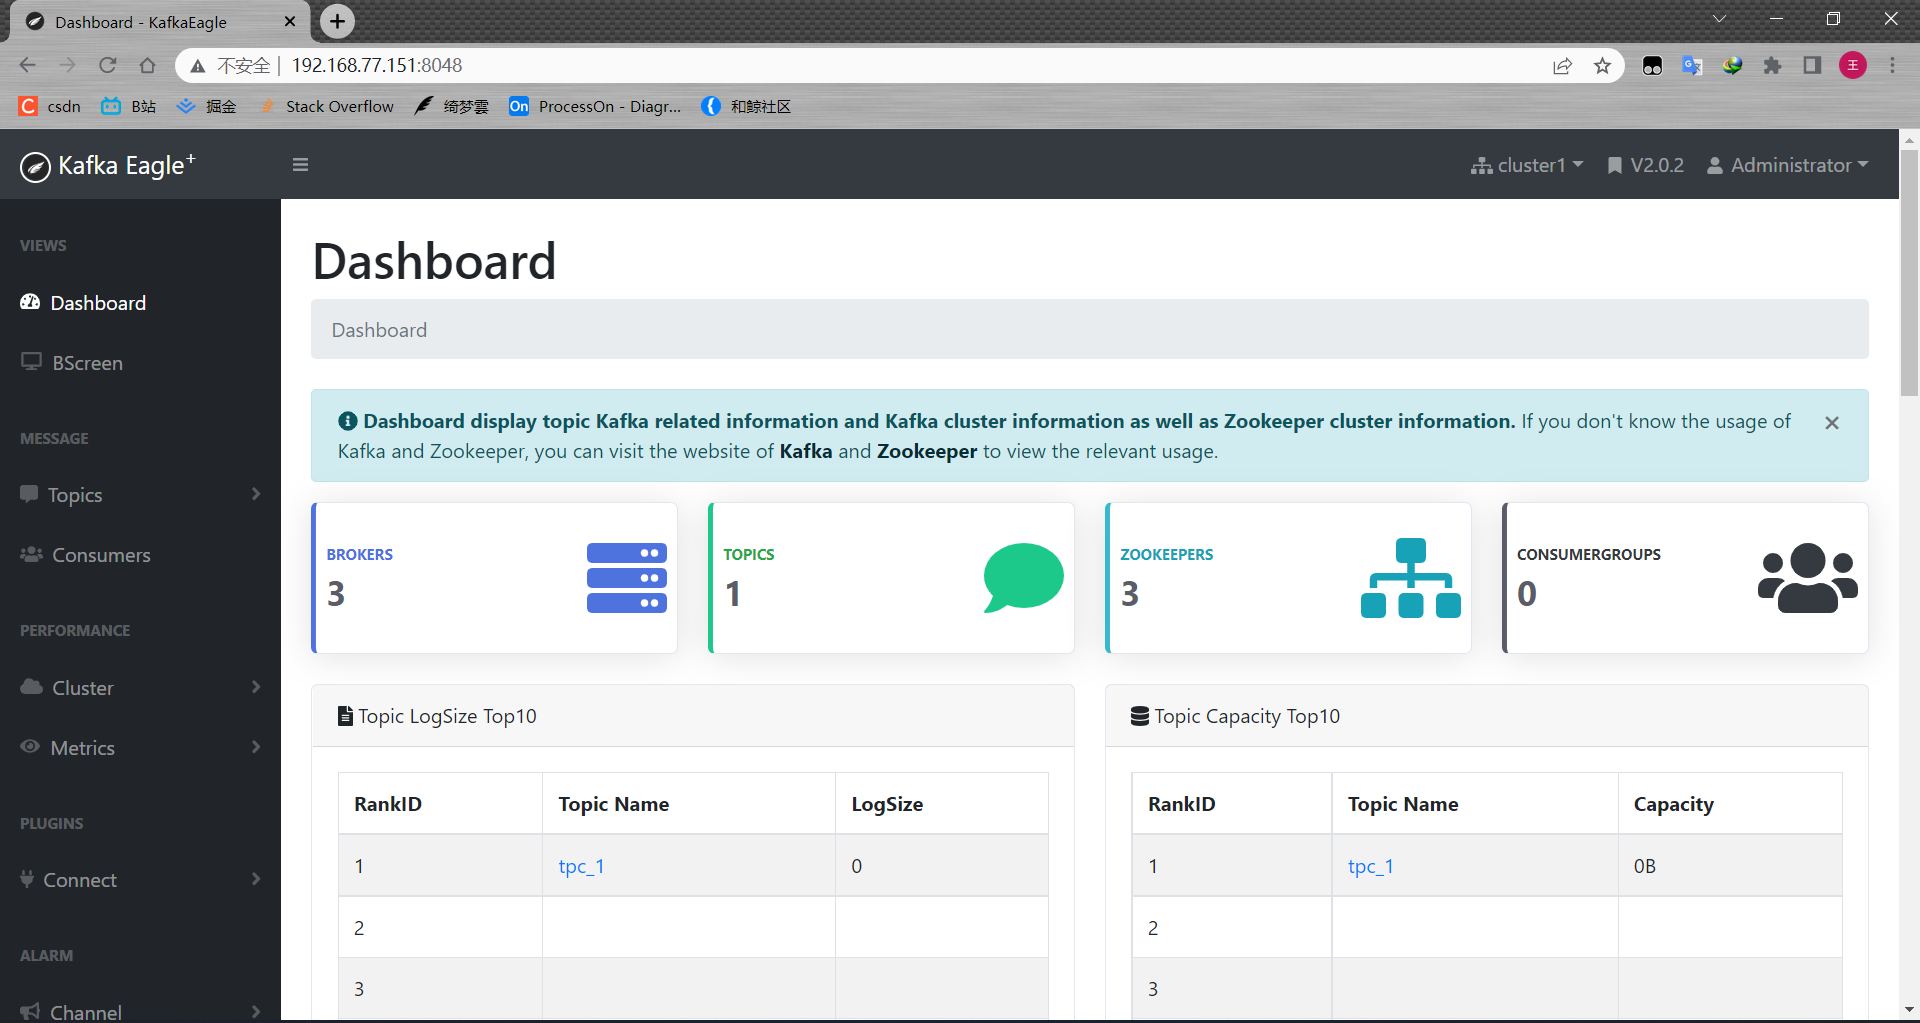 Dashboard - KafkaEagle
不安全 | 192.168.77.151:8048
王
csdn B站 掘金 Stack Overflow 绮梦雲 On ProcessOn - Diagr... 和鲸社区
Kafka Eagle+
cluster1 V2.0.2 Administrator
VIEWS
Dashboard
BScreen
MESSAGE
Topics
Consumers
PERFORMANCE
Cluster
Metrics
PLUGINS
Connect
ALARM
Channel
Dashboard
Dashboard
Dashboard display topic Kafka related information and Kafka cluster information as well as Zookeeper cluster information. If you don't know the usage of
Kafka and Zookeeper, you can visit the website of Kafka and Zookeeper to view the relevant usage.
BROKERS
3
TOPICS
1
ZOOKEEPERS
3
CONSUMERGROUPS
0
Topic LogSize Top10
RankID Topic Name LogSize
1 tpc_1 0
2
3
Topic Capacity Top10
RankID Topic Name Capacity
1 tpc_1 0B
2
3